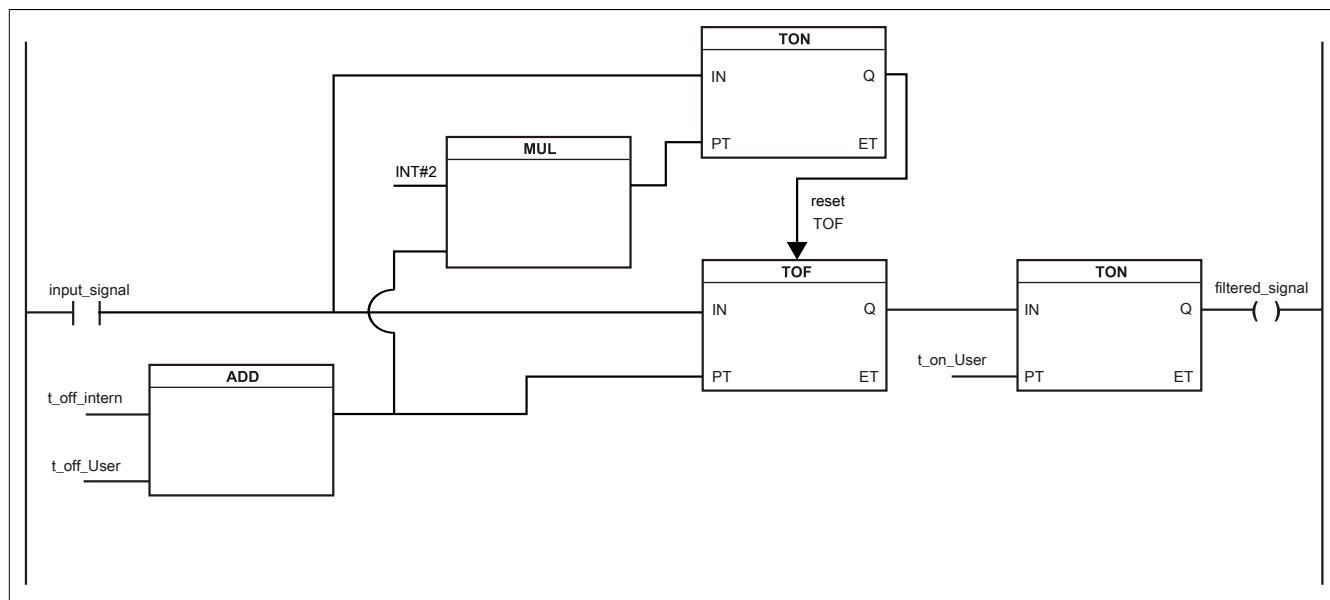 TON
IN Q
PT ET
MUL
INT#2
reset
TOF
input_signal
TOF
IN Q
PT ET
TON
IN Q
PT ET
t_on_User
filtered_signal
ADD
t_off_intern
t_off_User